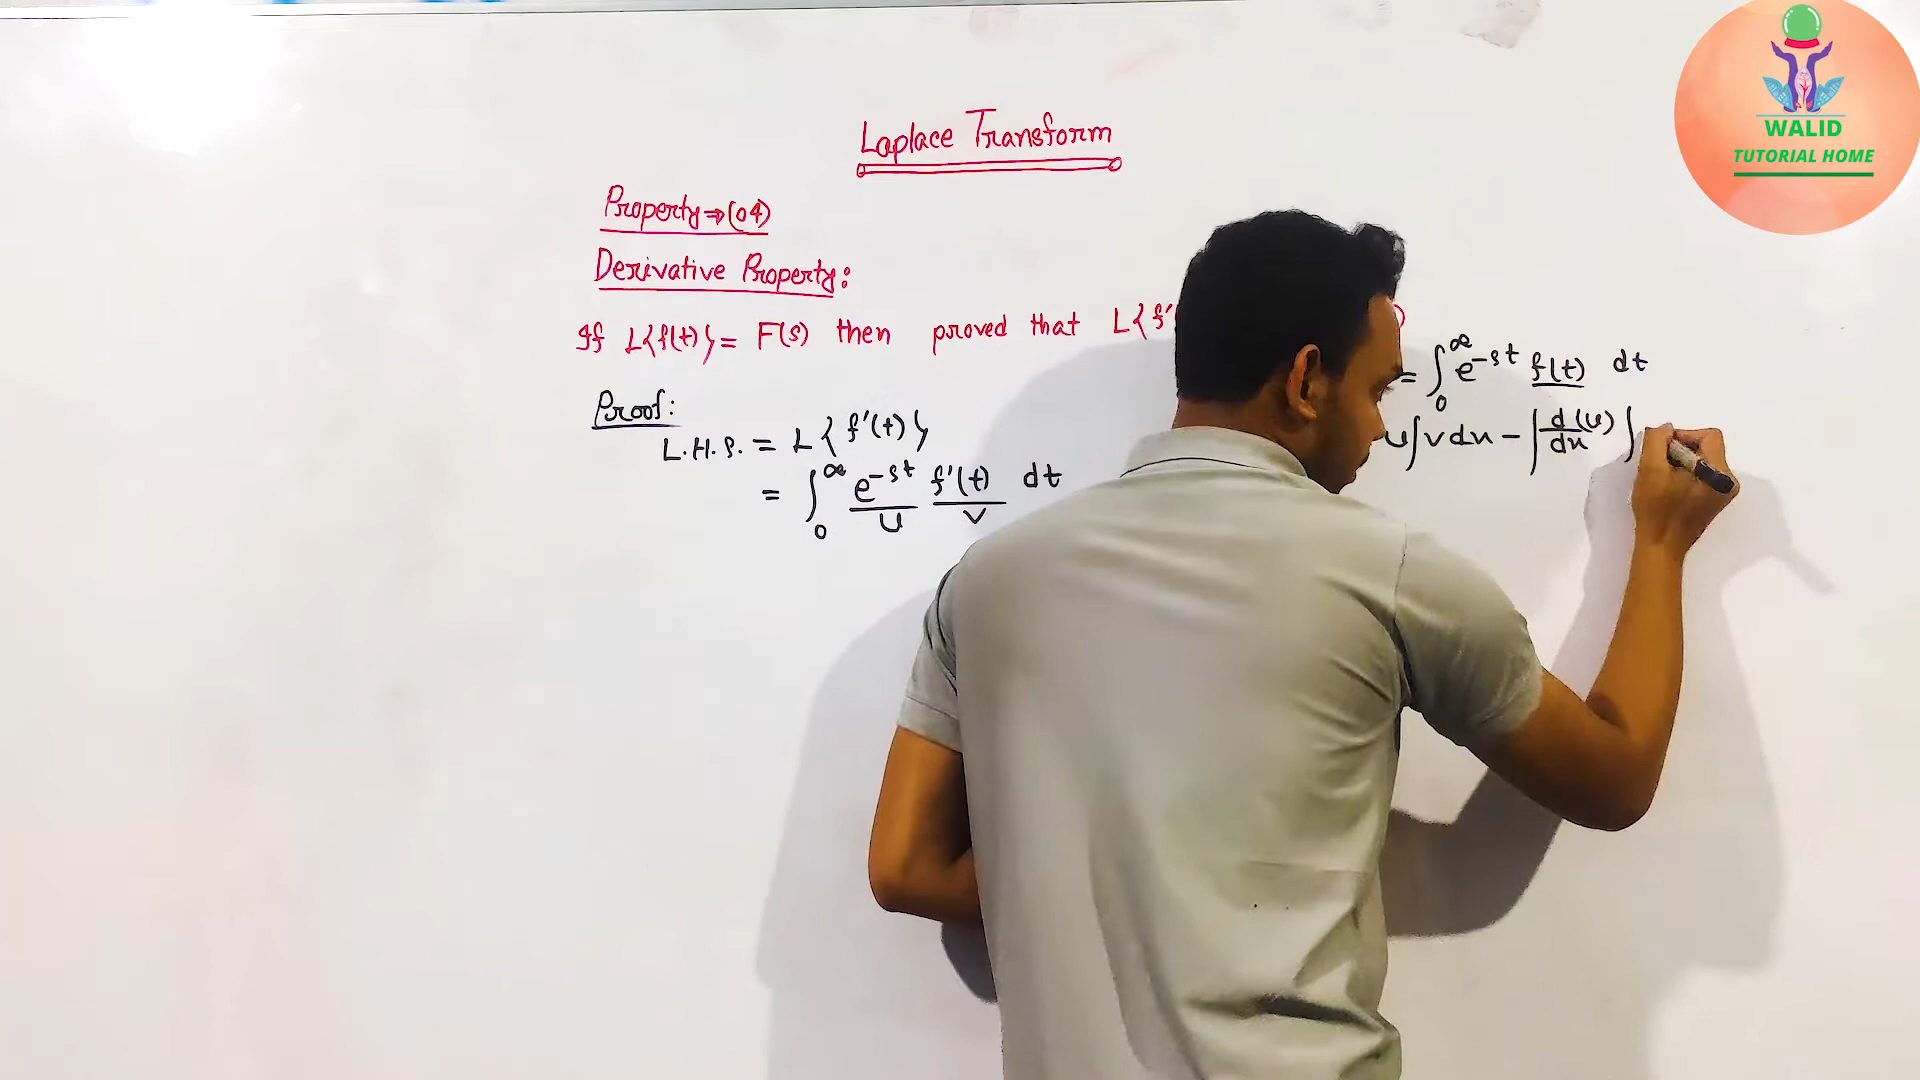 WALID
TUTORIAL HOME
Laplace Transform
Property⇒(04)
Derivative Property:
If L{f(t)}= F(s) then proved that L{f'
Proof:
L.H.S. = L{f'(t)}
= ∫₀^∞ e^{-st} f'(t) dt
U V
= ∫₀^∞ e^{-st} f(t) dt
u∫vdx - ∫d/dx(u)∫